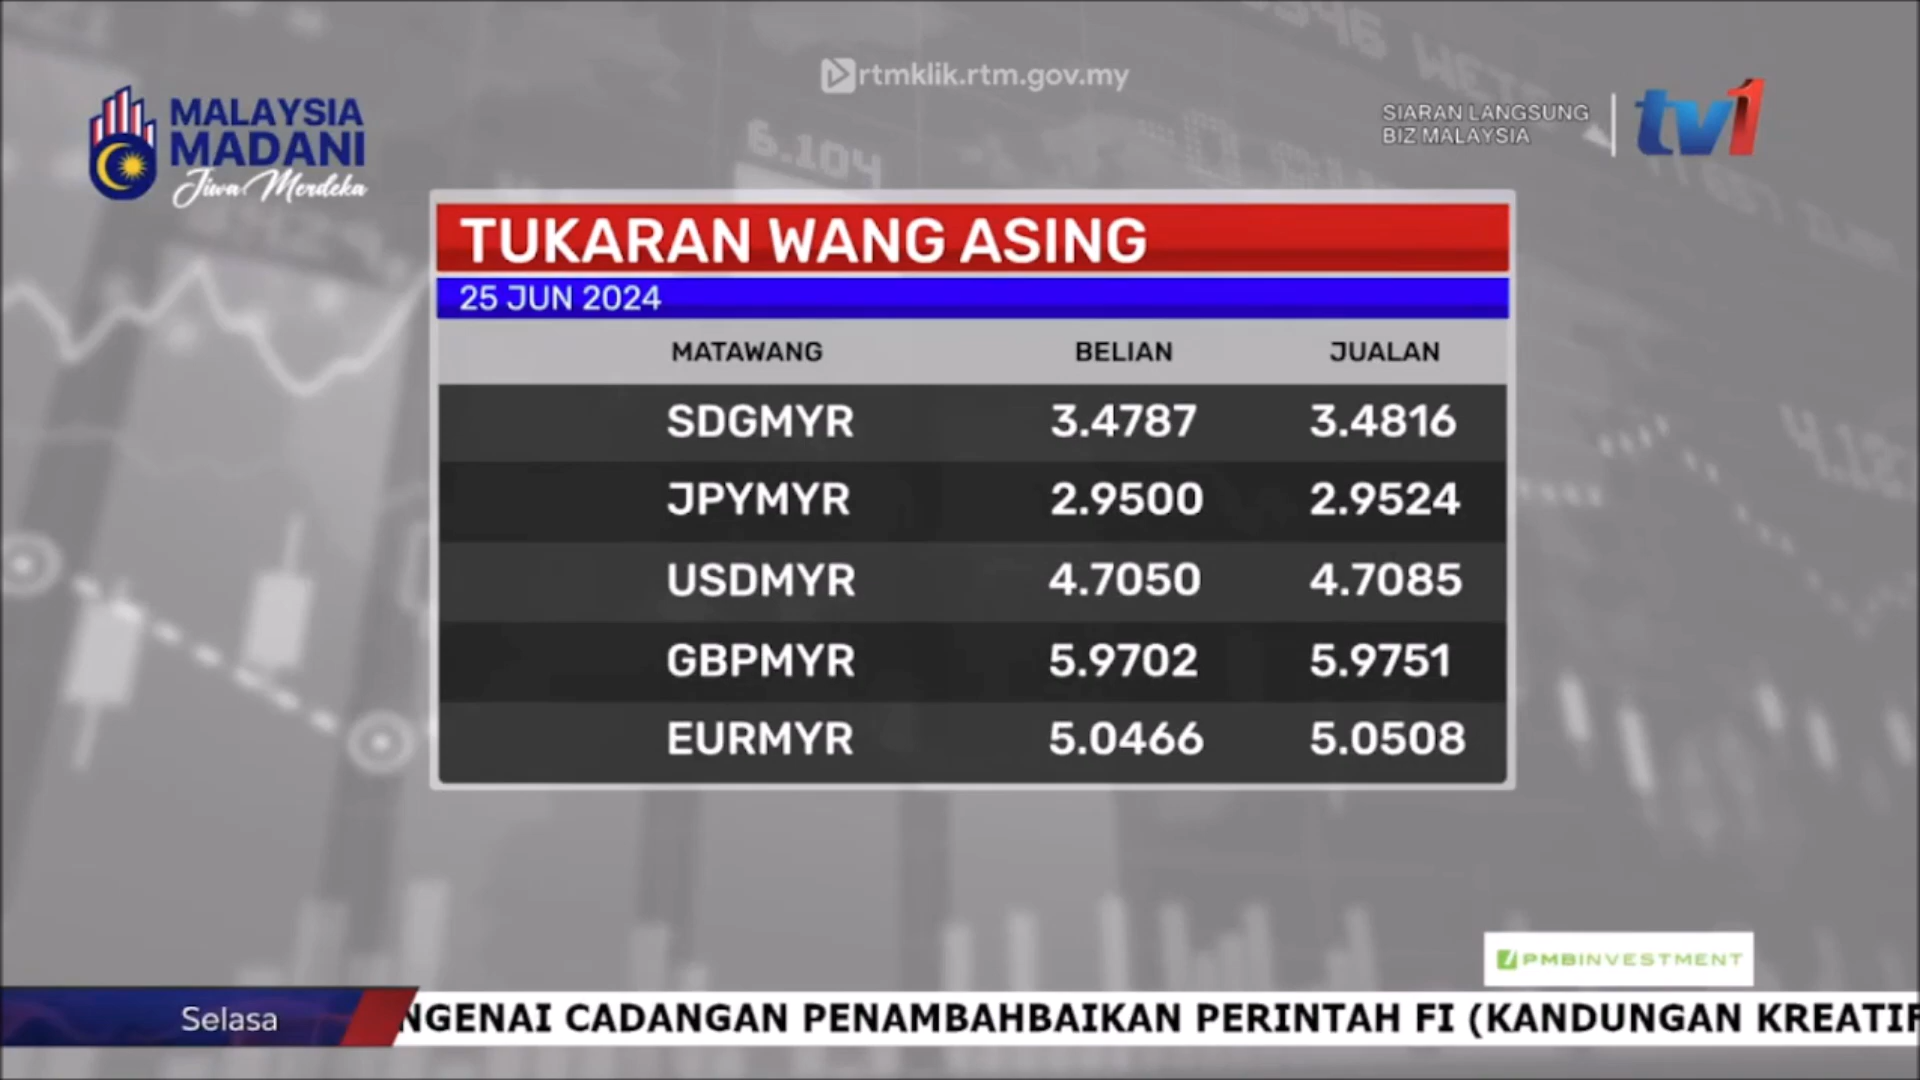 rtmklik.rtm.gov.my
MALAYSIA
MADANI
Jiwa Merdeka
SIARAN LANGSUNG
BIZ MALAYSIA
tv1
6.104
TUKARAN WANG ASING
25 JUN 2024
MATAWANG BELIAN JUALAN
SDGMYR 3.4787 3.4816
JPYMYR 2.9500 2.9524
USDMYR 4.7050 4.7085
GBPMYR 5.9702 5.9751
EURMYR 5.0466 5.0508
PMBINVESTMENT
Selasa
NGENAI CADANGAN PENAMBAHBAIKAN PERINTAH FI (KANDUNGAN KREATIF